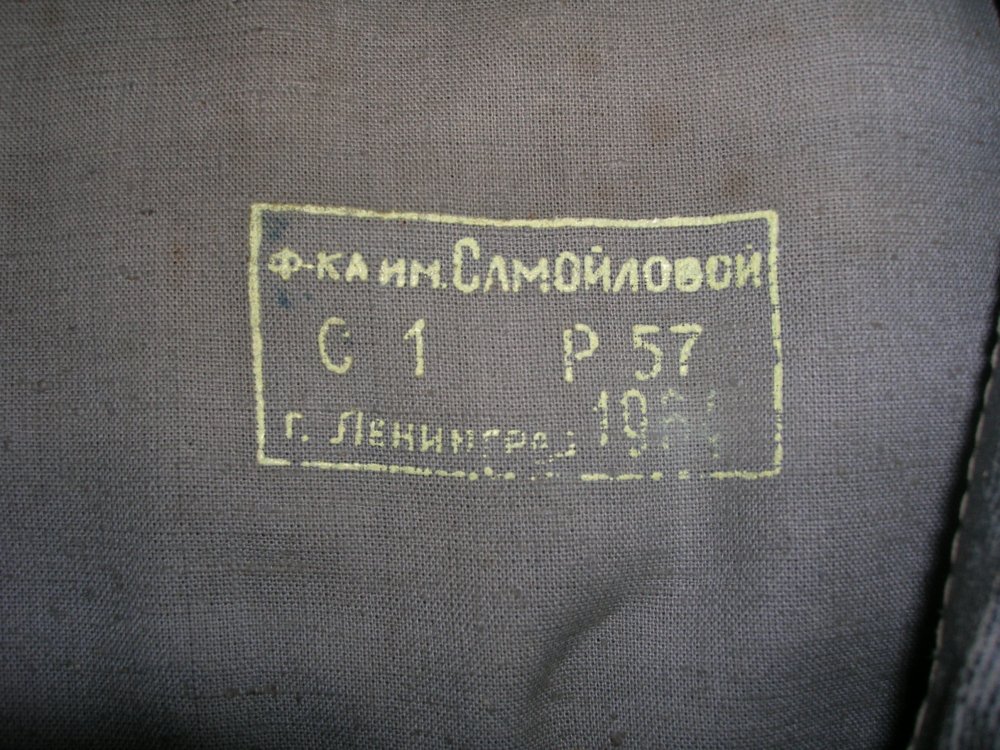 Ф-КА ИМ. САМОЙЛОВОЙ
С 1 Р 57
г. ЛЕНИНГРАД